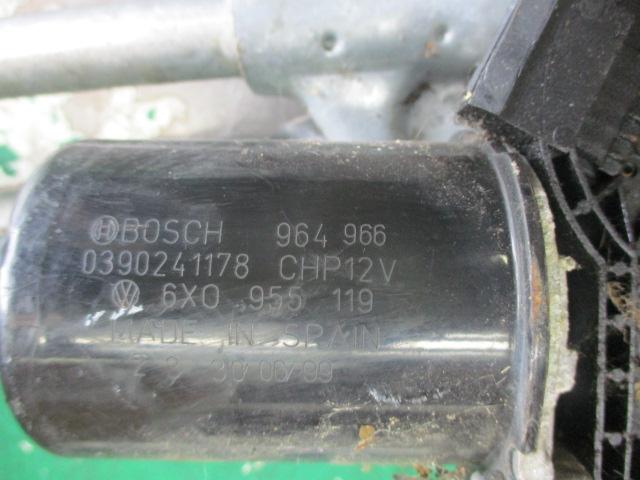 BOSCH 964 966
0390241178 CHP12V
6X0 955 119
MADE IN SPAIN